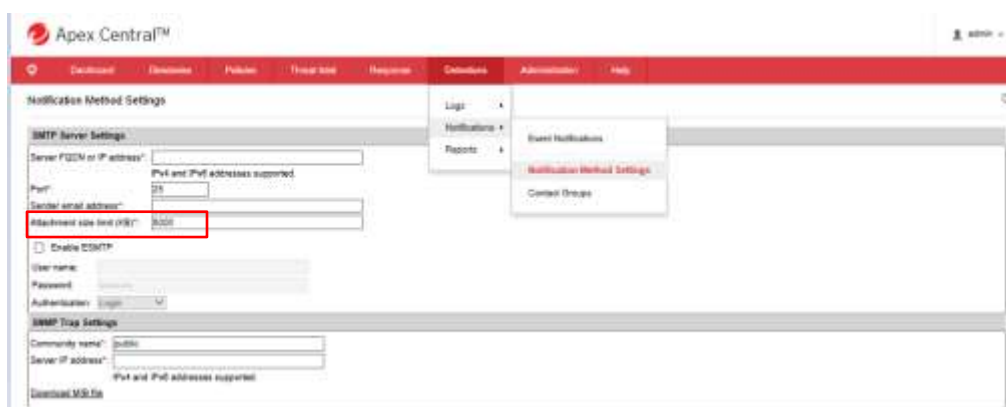 Apex Central™
admin
Dashboard Directories Policies Threat Intel Response Detections Administration Help
Notification Method Settings
Logs
Notifications
Reports
Event Notifications
Notification Method Settings
Contact Groups
SMTP Server Settings
Server FQDN or IP address*:
IPv4 and IPv6 addresses supported.
Port*: 25
Sender email address*:
Attachment size limit (KB)*:
Enable ESMTP
User name:
Password:
Authentication: Login
SNMP Trap Settings
Community name*: public
Server IP address*:
IPv4 and IPv6 addresses supported.
Download MIB file